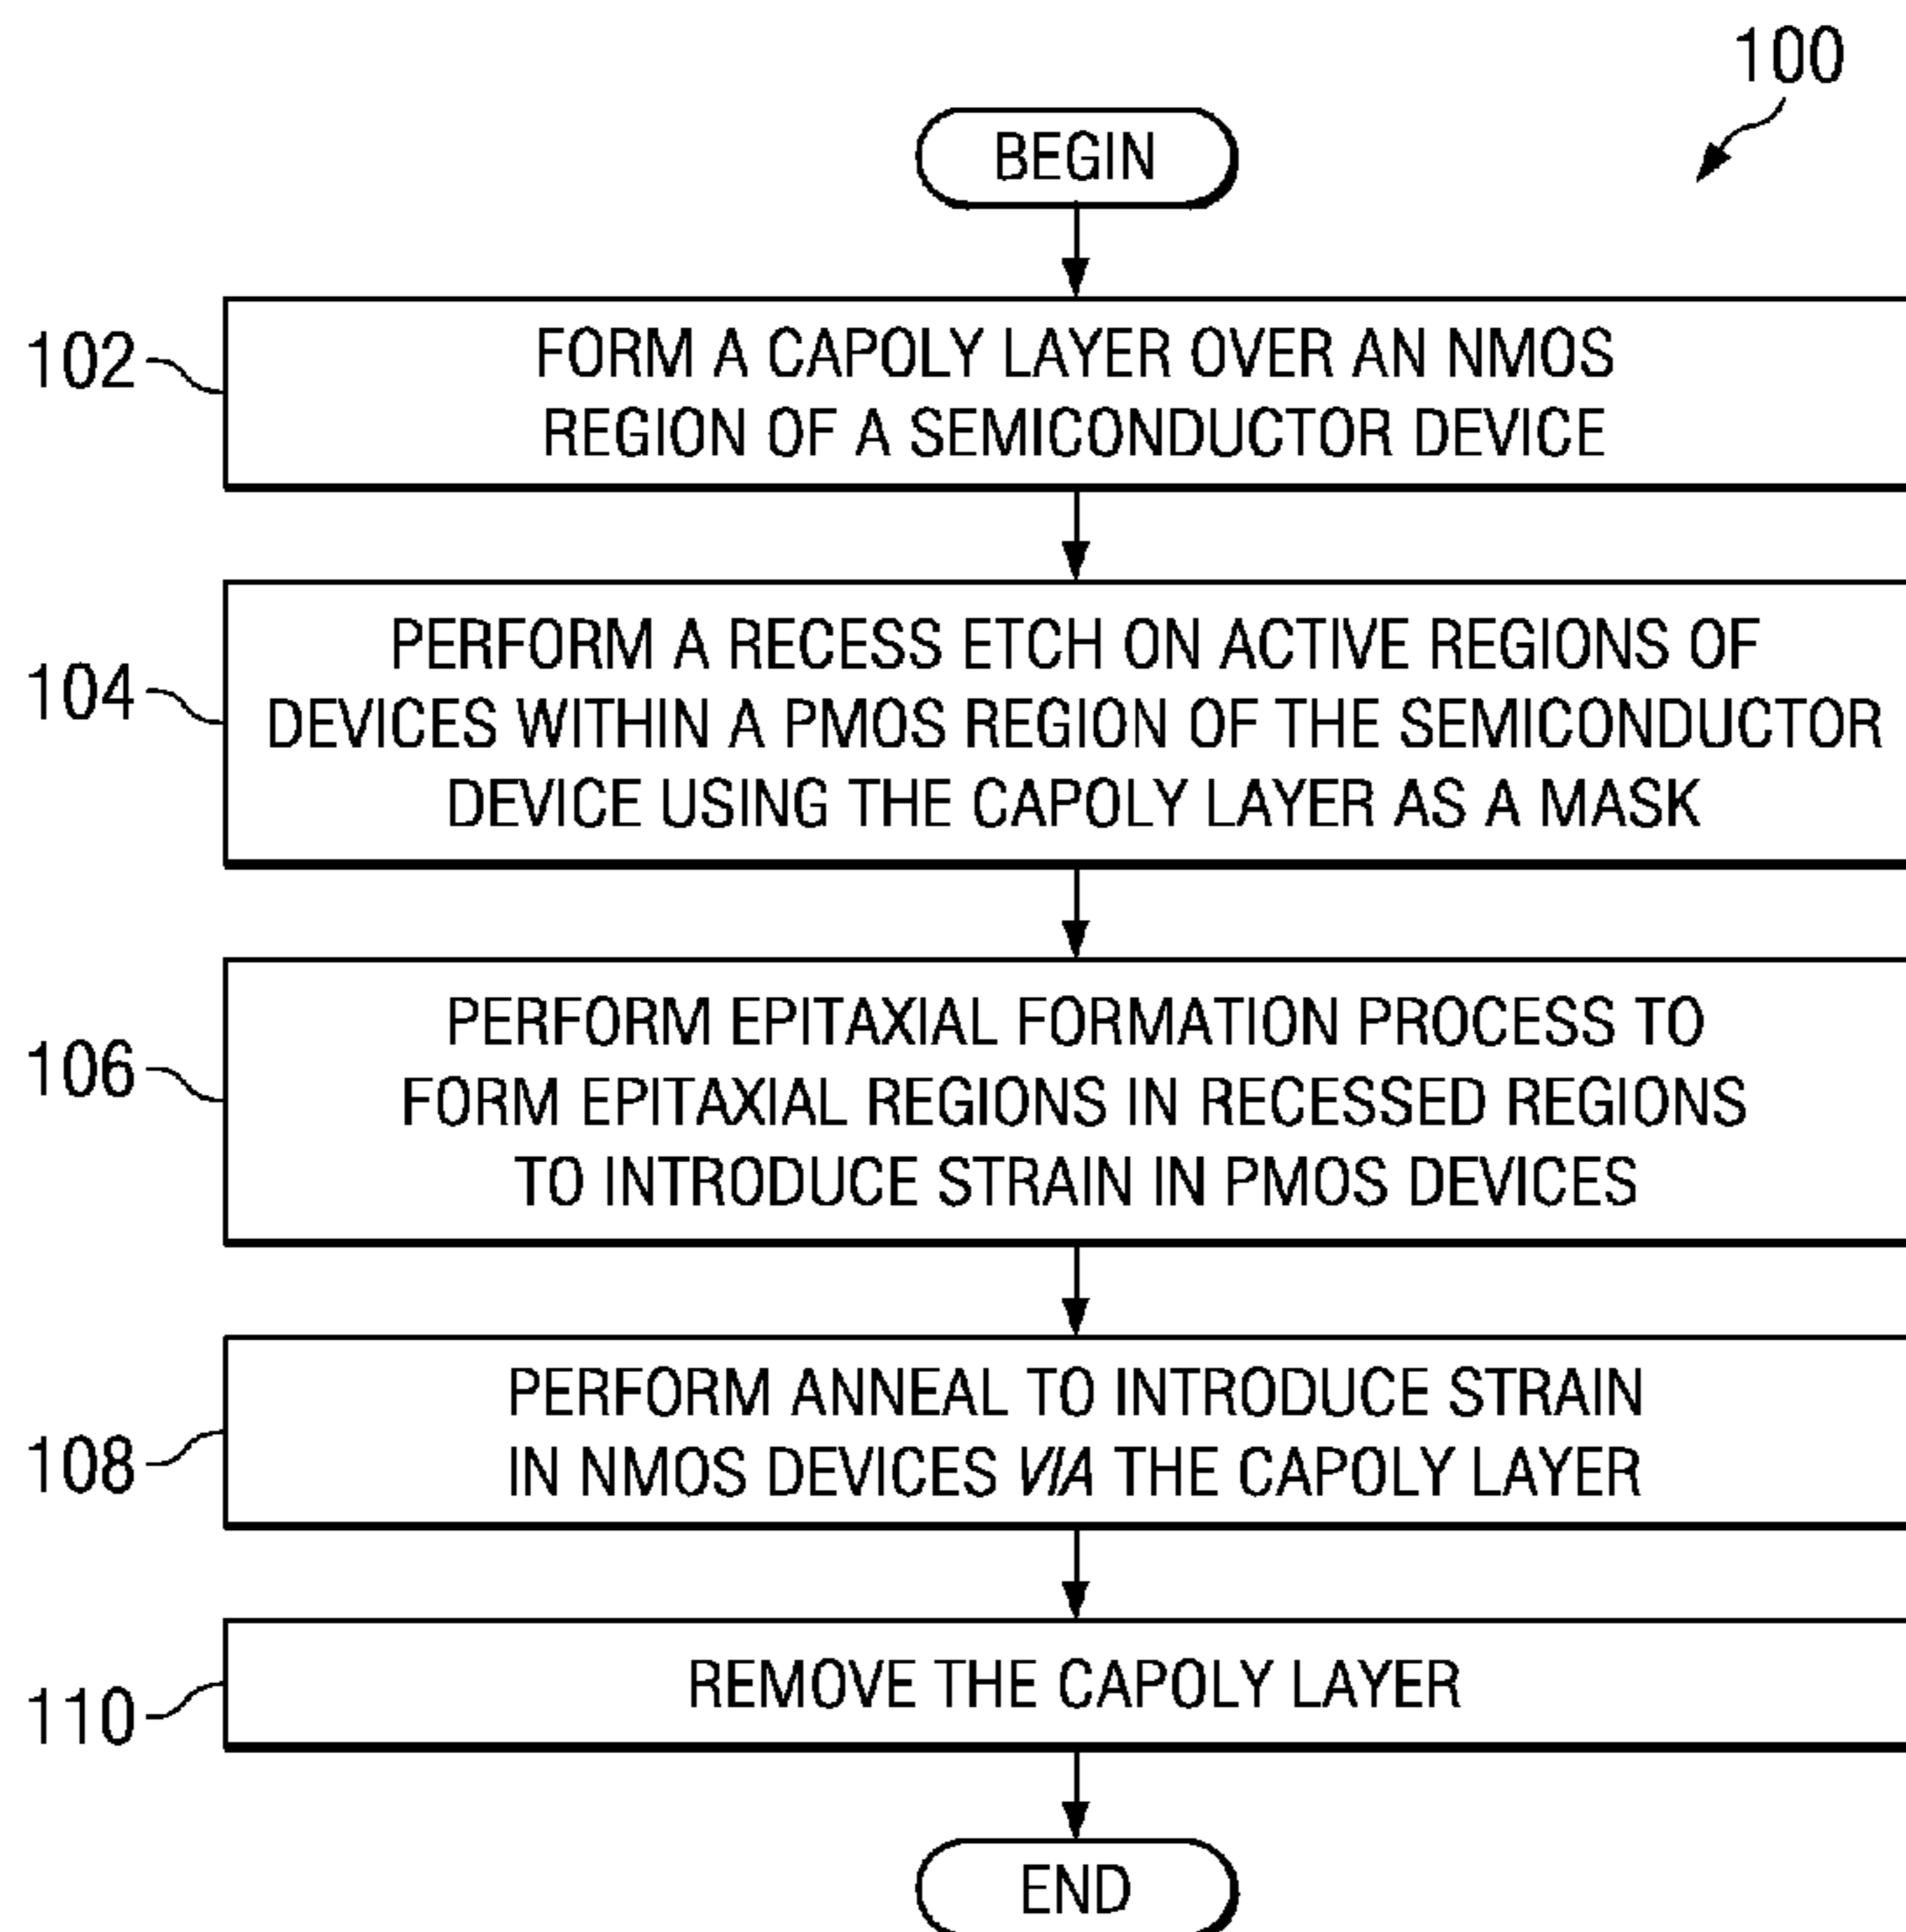 100
BEGIN
102
FORM A CAPOLY LAYER OVER AN NMOS
REGION OF A SEMICONDUCTOR DEVICE
104
PERFORM A RECESS ETCH ON ACTIVE REGIONS OF
DEVICES WITHIN A PMOS REGION OF THE SEMICONDUCTOR
DEVICE USING THE CAPOLY LAYER AS A MASK
106
PERFORM EPITAXIAL FORMATION PROCESS TO
FORM EPITAXIAL REGIONS IN RECESSED REGIONS
TO INTRODUCE STRAIN IN PMOS DEVICES
108
PERFORM ANNEAL TO INTRODUCE STRAIN
IN NMOS DEVICES VIA THE CAPOLY LAYER
110
REMOVE THE CAPOLY LAYER
END